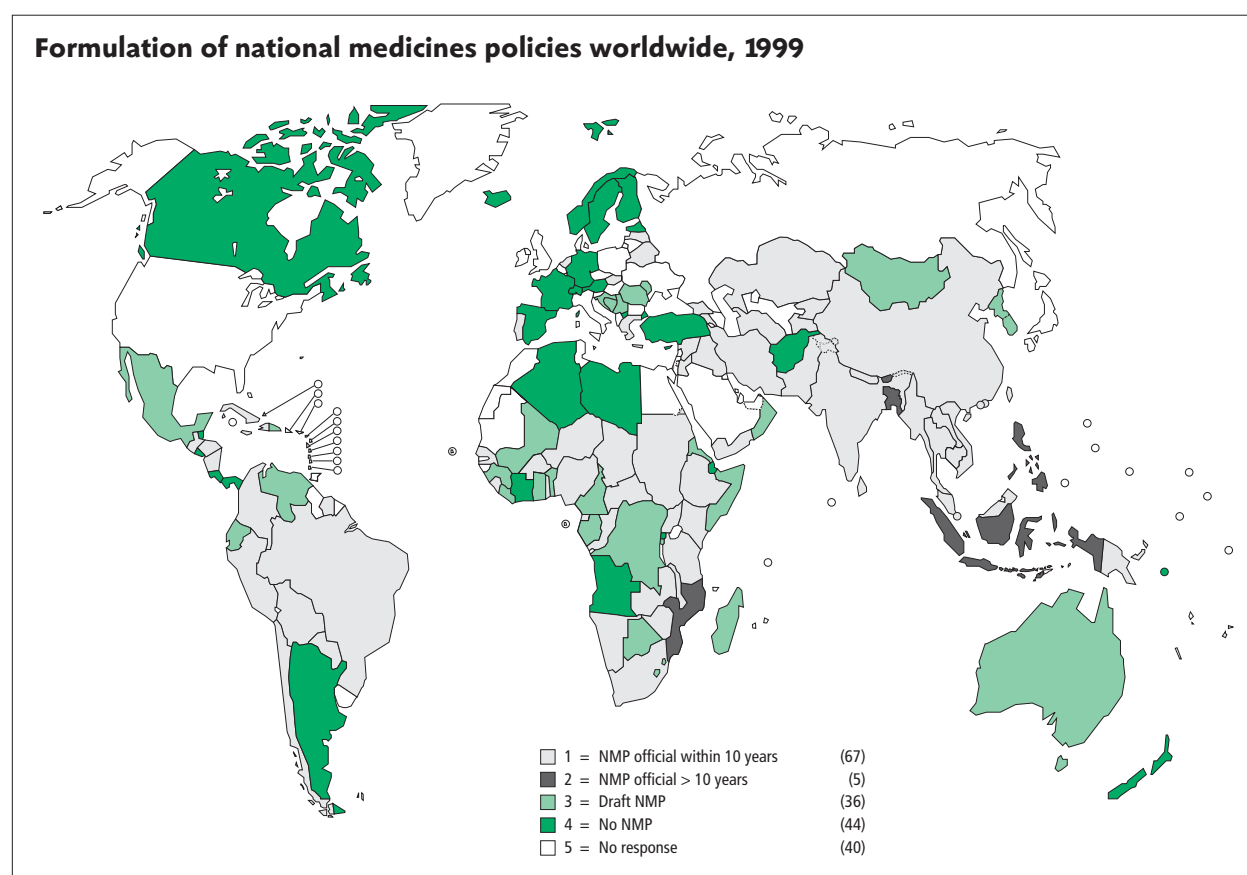 Formulation of national medicines policies worldwide, 1999
1 = NMP official within 10 years (67)
2 = NMP official > 10 years (5)
3 = Draft NMP (36)
4 = No NMP (44)
5 = No response (40)